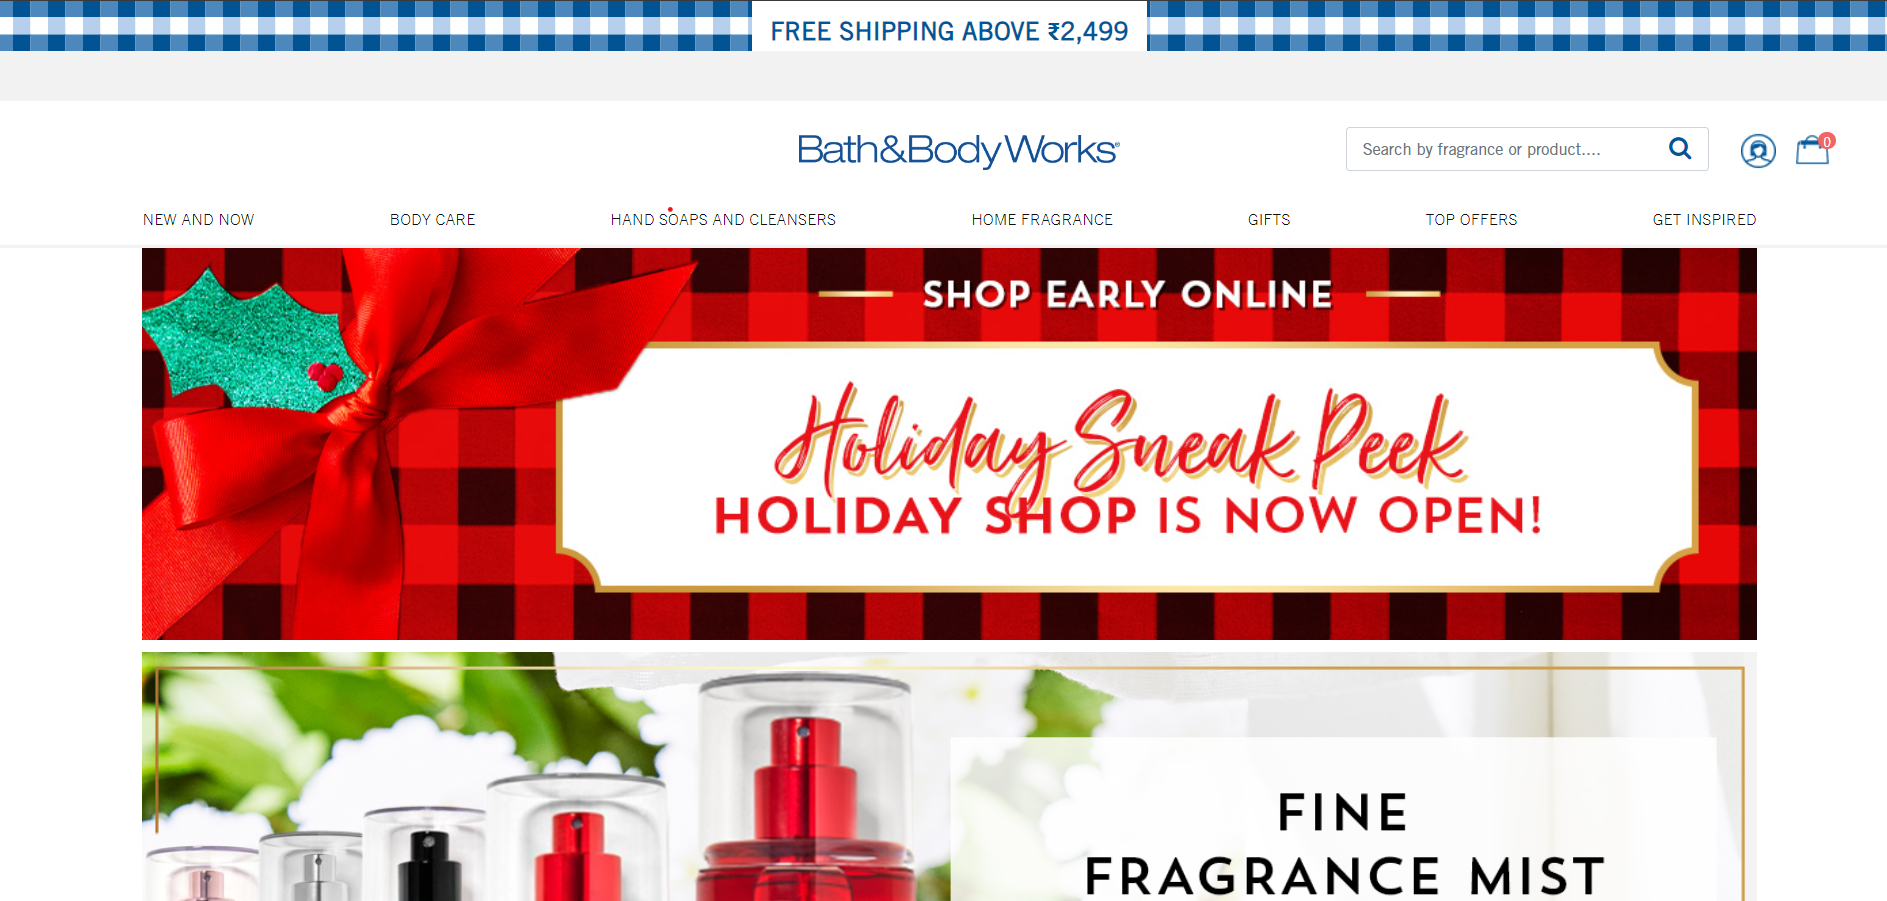 FREE SHIPPING ABOVE ₹2,499
Bath&Body Works®
Search by fragrance or product....
0
NEW AND NOW
BODY CARE
HAND SOAPS AND CLEANSERS
HOME FRAGRANCE
GIFTS
TOP OFFERS
GET INSPIRED
SHOP EARLY ONLINE
Holiday Sneak Peek
HOLIDAY SHOP IS NOW OPEN!
FINE
FRAGRANCE MIST